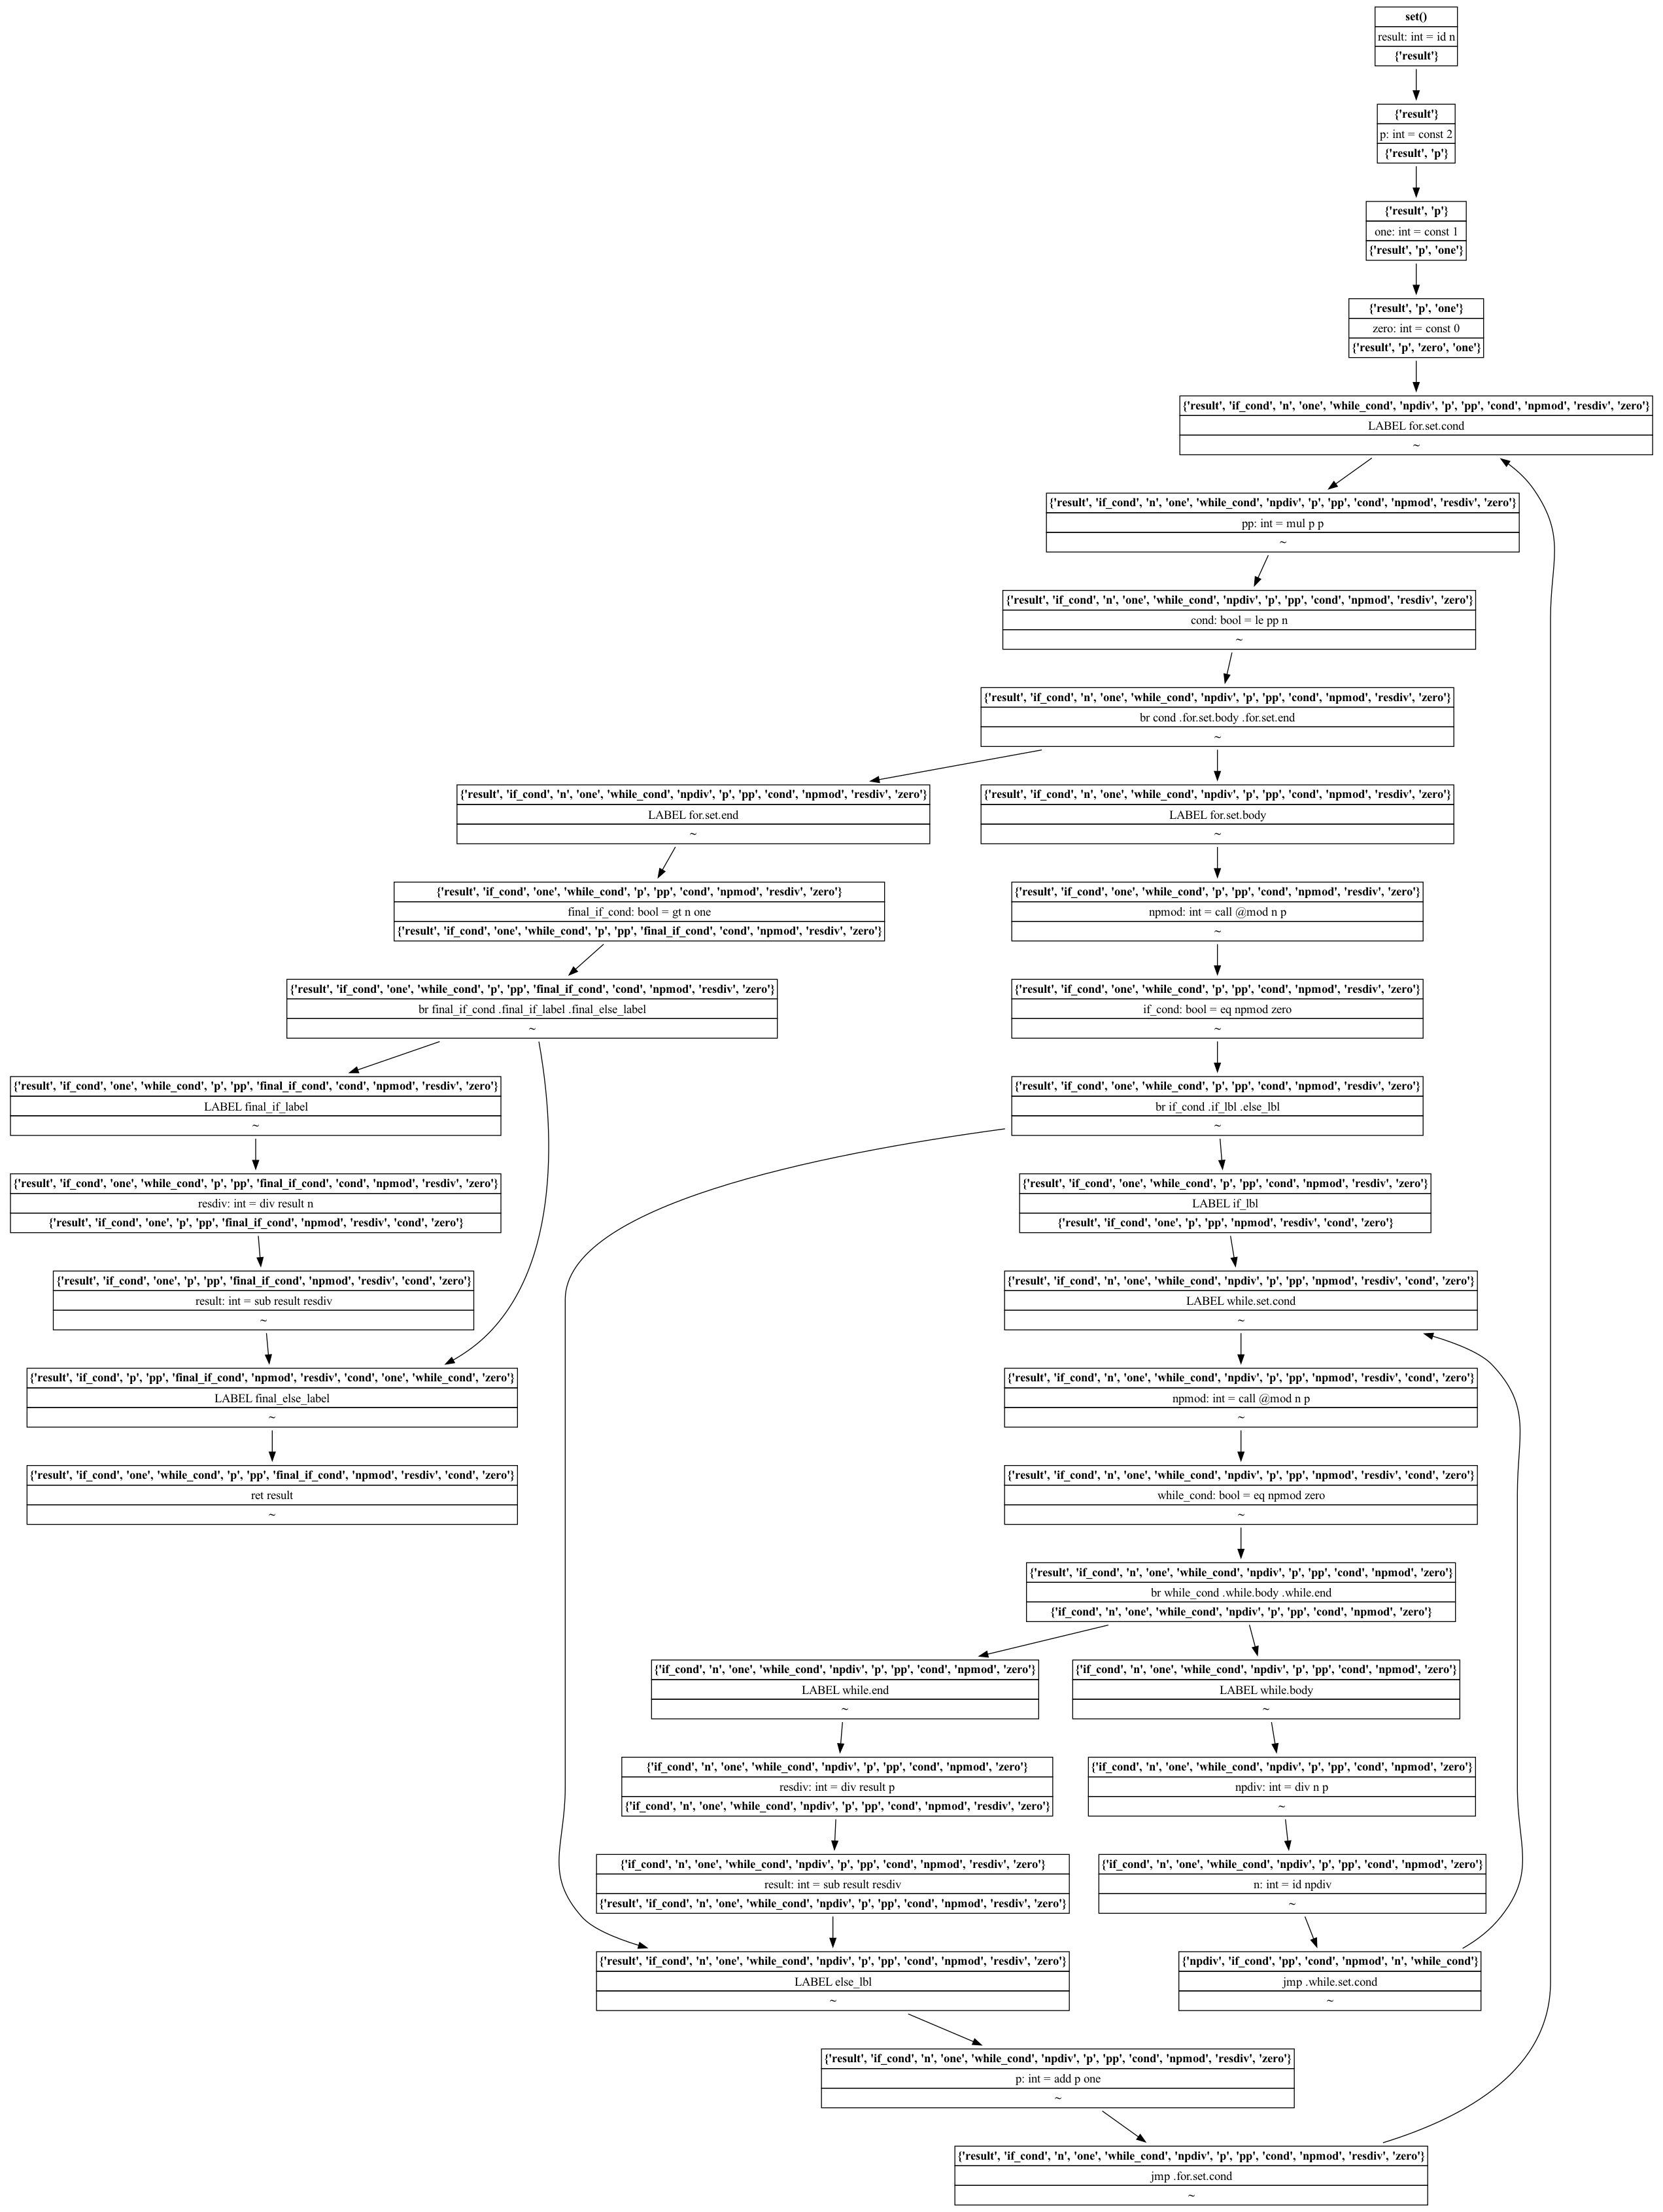 set()
result: int = id n
{'result'}
{'result'}
p: int = const 2
{'result', 'p'}
{'result', 'p'}
one: int = const 1
{'result', 'p', 'one'}
{'result', 'p', 'one'}
zero: int = const 0
{'result', 'p', 'zero', 'one'}
{'result', 'if_cond', 'n', 'one', 'while_cond', 'npdiv', 'p', 'pp', 'cond', 'npmod', 'resdiv', 'zero'}
LABEL for.set.cond
~
{'result', 'if_cond', 'n', 'one', 'while_cond', 'npdiv', 'p', 'pp', 'cond', 'npmod', 'resdiv', 'zero'}
pp: int = mul p p
~
{'result', 'if_cond', 'n', 'one', 'while_cond', 'npdiv', 'p', 'pp', 'cond', 'npmod', 'resdiv', 'zero'}
cond: bool = le pp n
~
{'result', 'if_cond', 'n', 'one', 'while_cond', 'npdiv', 'p', 'pp', 'cond', 'npmod', 'resdiv', 'zero'}
br cond .for.set.body .for.set.end
~
{'result', 'if_cond', 'n', 'one', 'while_cond', 'npdiv', 'p', 'pp', 'cond', 'npmod', 'resdiv', 'zero'}
LABEL for.set.end
~
{'result', 'if_cond', 'n', 'one', 'while_cond', 'npdiv', 'p', 'pp', 'cond', 'npmod', 'resdiv', 'zero'}
LABEL for.set.body
~
{'result', 'if_cond', 'one', 'while_cond', 'p', 'pp', 'cond', 'npmod', 'resdiv', 'zero'}
final_if_cond: bool = gt n one
{'result', 'if_cond', 'one', 'while_cond', 'p', 'pp', 'final_if_cond', 'cond', 'npmod', 'resdiv', 'zero'}
{'result', 'if_cond', 'one', 'while_cond', 'p', 'pp', 'cond', 'npmod', 'resdiv', 'zero'}
npmod: int = call @mod n p
~
{'result', 'if_cond', 'one', 'while_cond', 'p', 'pp', 'final_if_cond', 'cond', 'npmod', 'resdiv', 'zero'}
br final_if_cond .final_if_label .final_else_label
~
{'result', 'if_cond', 'one', 'while_cond', 'p', 'pp', 'cond', 'npmod', 'resdiv', 'zero'}
if_cond: bool = eq npmod zero
~
{'result', 'if_cond', 'one', 'while_cond', 'p', 'pp', 'final_if_cond', 'cond', 'npmod', 'resdiv', 'zero'}
LABEL final_if_label
~
{'result', 'if_cond', 'one', 'while_cond', 'p', 'pp', 'cond', 'npmod', 'resdiv', 'zero'}
br if_cond .if_lbl .else_lbl
~
{'result', 'if_cond', 'one', 'while_cond', 'p', 'pp', 'final_if_cond', 'cond', 'npmod', 'resdiv', 'zero'}
resdiv: int = div result n
{'result', 'if_cond', 'one', 'p', 'pp', 'final_if_cond', 'npmod', 'resdiv', 'cond', 'zero'}
{'result', 'if_cond', 'one', 'while_cond', 'p', 'pp', 'cond', 'npmod', 'resdiv', 'zero'}
LABEL if_lbl
{'result', 'if_cond', 'one', 'p', 'pp', 'npmod', 'resdiv', 'cond', 'zero'}
{'result', 'if_cond', 'one', 'p', 'pp', 'final_if_cond', 'npmod', 'resdiv', 'cond', 'zero'}
result: int = sub result resdiv
~
{'result', 'if_cond', 'n', 'one', 'while_cond', 'npdiv', 'p', 'pp', 'npmod', 'resdiv', 'cond', 'zero'}
LABEL while.set.cond
~
{'result', 'if_cond', 'p', 'pp', 'final_if_cond', 'npmod', 'resdiv', 'cond', 'one', 'while_cond', 'zero'}
LABEL final_else_label
~
{'result', 'if_cond', 'n', 'one', 'while_cond', 'npdiv', 'p', 'pp', 'npmod', 'resdiv', 'cond', 'zero'}
npmod: int = call @mod n p
~
{'result', 'if_cond', 'one', 'while_cond', 'p', 'pp', 'final_if_cond', 'npmod', 'resdiv', 'cond', 'zero'}
ret result
~
{'result', 'if_cond', 'n', 'one', 'while_cond', 'npdiv', 'p', 'pp', 'npmod', 'resdiv', 'cond', 'zero'}
while_cond: bool = eq npmod zero
~
{'result', 'if_cond', 'n', 'one', 'while_cond', 'npdiv', 'p', 'pp', 'cond', 'npmod', 'zero'}
br while_cond .while.body .while.end
{'if_cond', 'n', 'one', 'while_cond', 'npdiv', 'p', 'pp', 'cond', 'npmod', 'zero'}
{'if_cond', 'n', 'one', 'while_cond', 'npdiv', 'p', 'pp', 'cond', 'npmod', 'zero'}
LABEL while.end
~
{'if_cond', 'n', 'one', 'while_cond', 'npdiv', 'p', 'pp', 'cond', 'npmod', 'zero'}
LABEL while.body
~
{'if_cond', 'n', 'one', 'while_cond', 'npdiv', 'p', 'pp', 'cond', 'npmod', 'zero'}
resdiv: int = div result p
{'if_cond', 'n', 'one', 'while_cond', 'npdiv', 'p', 'pp', 'cond', 'npmod', 'resdiv', 'zero'}
{'if_cond', 'n', 'one', 'while_cond', 'npdiv', 'p', 'pp', 'cond', 'npmod', 'zero'}
npdiv: int = div n p
~
{'if_cond', 'n', 'one', 'while_cond', 'npdiv', 'p', 'pp', 'cond', 'npmod', 'resdiv', 'zero'}
result: int = sub result resdiv
{'result', 'if_cond', 'n', 'one', 'while_cond', 'npdiv', 'p', 'pp', 'cond', 'npmod', 'resdiv', 'zero'}
{'if_cond', 'n', 'one', 'while_cond', 'npdiv', 'p', 'pp', 'cond', 'npmod', 'zero'}
n: int = id npdiv
~
{'result', 'if_cond', 'n', 'one', 'while_cond', 'npdiv', 'p', 'pp', 'cond', 'npmod', 'resdiv', 'zero'}
LABEL else_lbl
~
{'npdiv', 'if_cond', 'pp', 'cond', 'npmod', 'n', 'while_cond'}
jmp .while.set.cond
~
{'result', 'if_cond', 'n', 'one', 'while_cond', 'npdiv', 'p', 'pp', 'cond', 'npmod', 'resdiv', 'zero'}
p: int = add p one
~
{'result', 'if_cond', 'n', 'one', 'while_cond', 'npdiv', 'p', 'pp', 'cond', 'npmod', 'resdiv', 'zero'}
jmp .for.set.cond
~